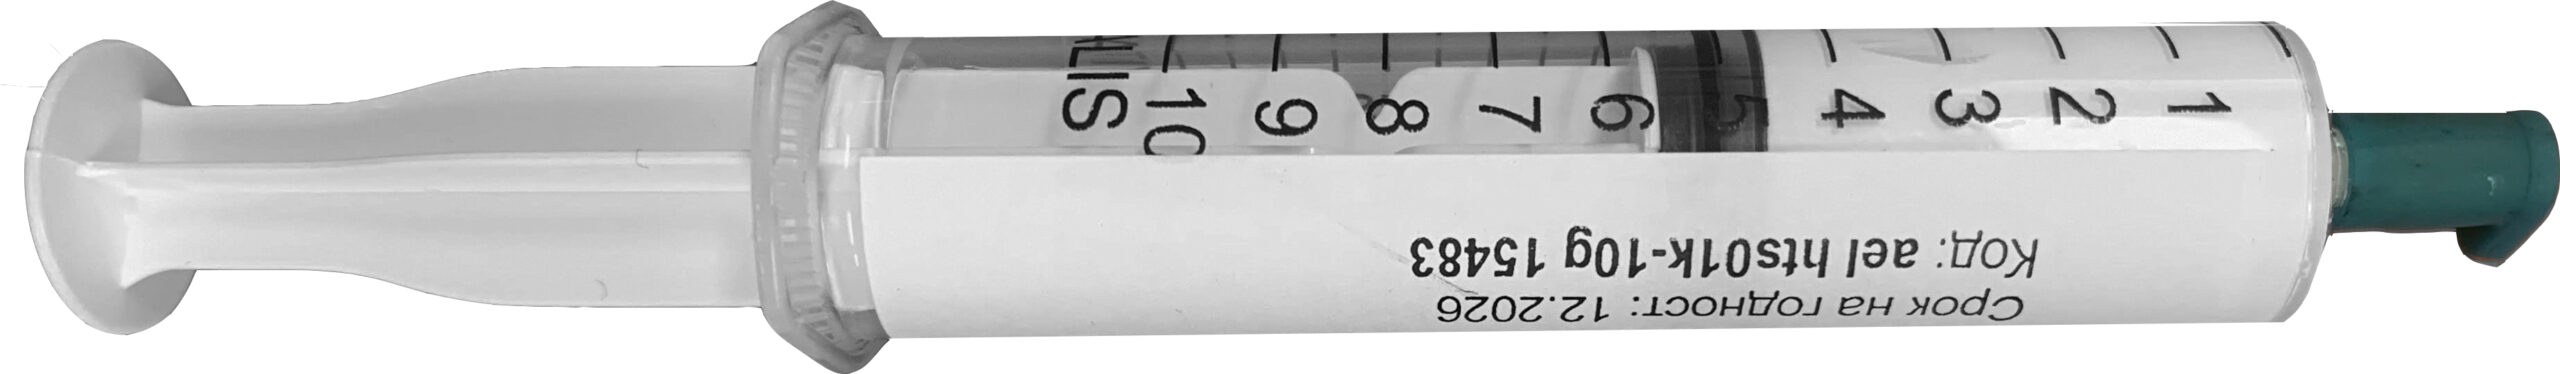 NLIS
10 9 8 7 6 5 4 3 2 1
Код: ael hts01k-10g 15483
Срок на годност: 12.2026